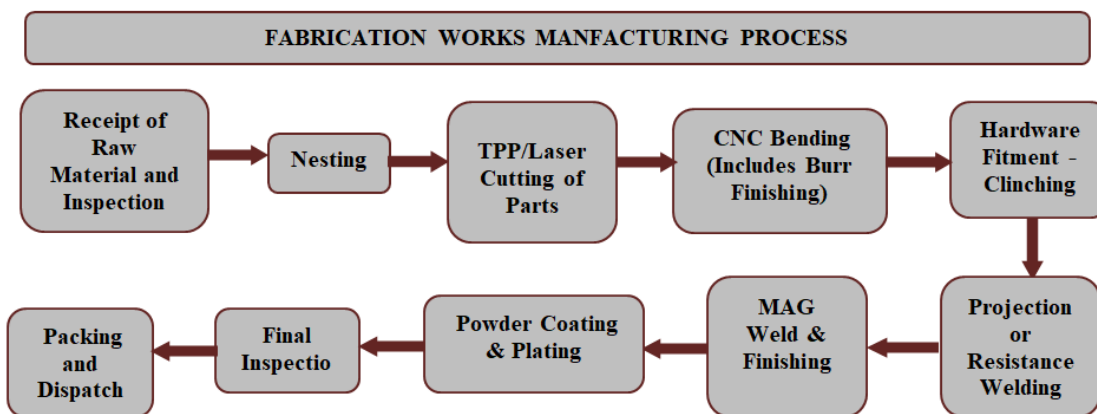 FABRICATION WORKS MANFACTURING PROCESS
Receipt of
Raw
Material and
Inspection
Nesting
TPP/Laser
Cutting of
Parts
CNC Bending
(Includes Burr
Finishing)
Hardware
Fitment -
Clinching
Projection
or
Resistance
Welding
MAG
Weld &
Finishing
Powder Coating
& Plating
Final
Inspectio
Packing
and
Dispatch